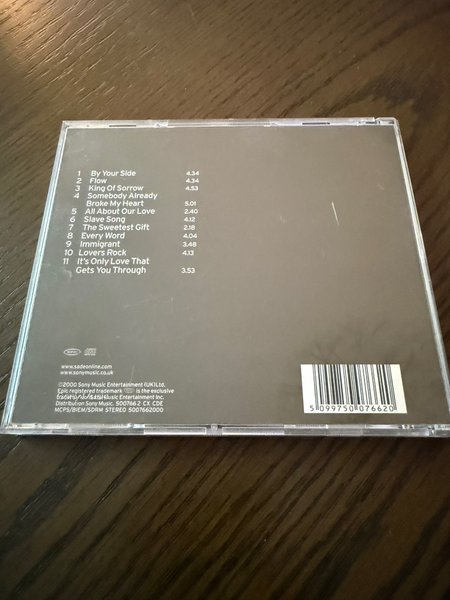 1 By Your Side 4.34
2 Flow 4.34
3 King Of Sorrow 4.53
4 Somebody Already
Broke My Heart 5.01
5 All About Our Love 2.40
6 Slave Song 4.12
7 The Sweetest Gift 2.18
8 Every Word 4.04
9 Immigrant 3.48
10 Lovers Rock 4.13
11 It's Only Love That
Gets You Through 3.53
www.sadeonline.com
www.sonymusic.co.uk
©2000 Sony Music Entertainment (UK) Ltd.
Epic registered trademark is the exclusive
Music Entertainment Inc.
Distribution Sony Music. 500766 2 CX CDE
MCPS/BIEM/SDRM STEREO 5007662000
5 099750 076620